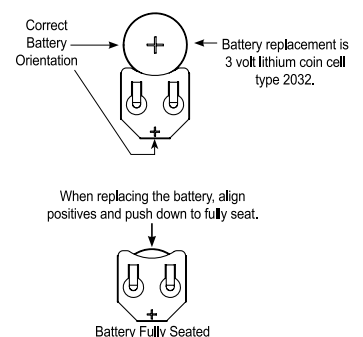 Correct
Battery
Orientation
+
Battery replacement is
3 volt lithium coin cell
type 2032.
+
When replacing the battery, align
positives and push down to fully seat.
+
Battery Fully Seated